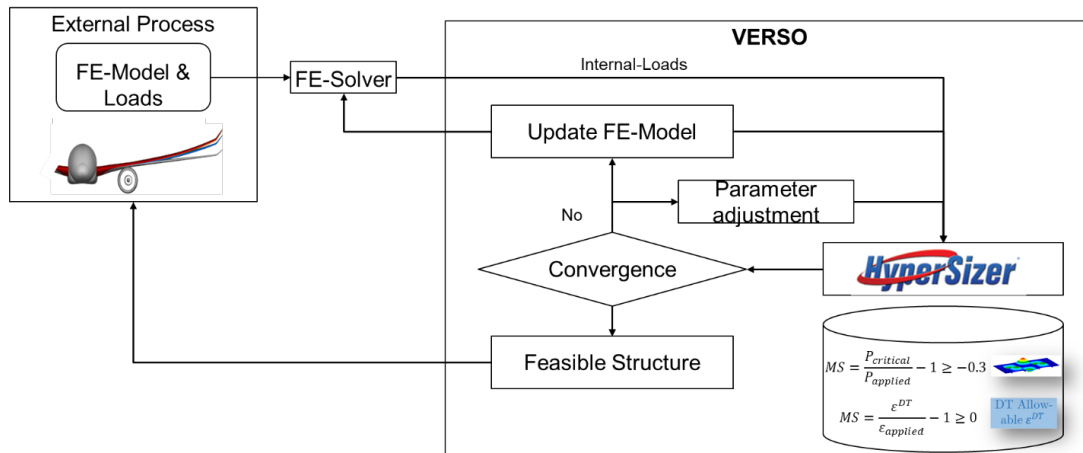 External Process
FE-Model &
Loads
FE-Solver
VERSO
Internal-Loads
Update FE-Model
Parameter
adjustment
No
Convergence
HyperSizer®
Feasible Structure
MS = P_critical / P_applied − 1 ≥ −0.3
MS = ε^DT / ε_applied − 1 ≥ 0
DT Allow-
able ε^DT